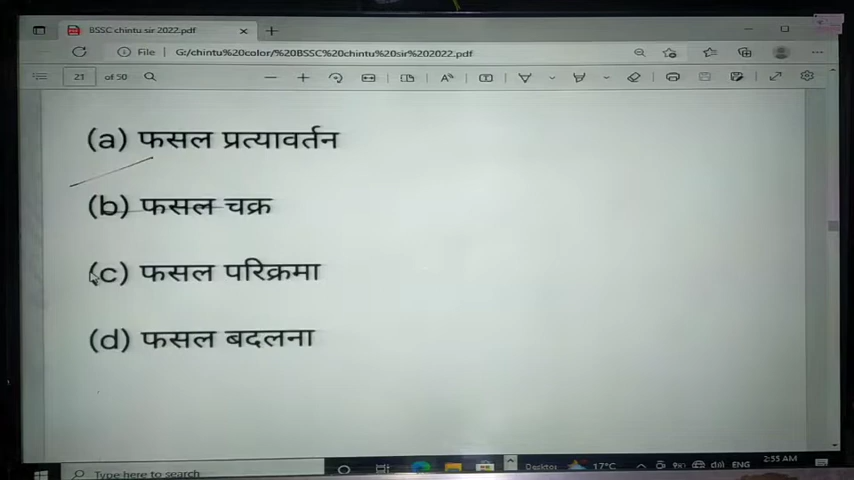 BSSC chintu sir 2022.pdf
File G:/chintu%20color/%20BSSC%20chintu%20sir%202022.pdf
21 of 50
(a) फसल प्रत्यावर्तन
(b) फसल चक्र
(c) फसल परिक्रमा
(d) फसल बदलना
Type here to search Desktop 17°C ENG 2:55 AM